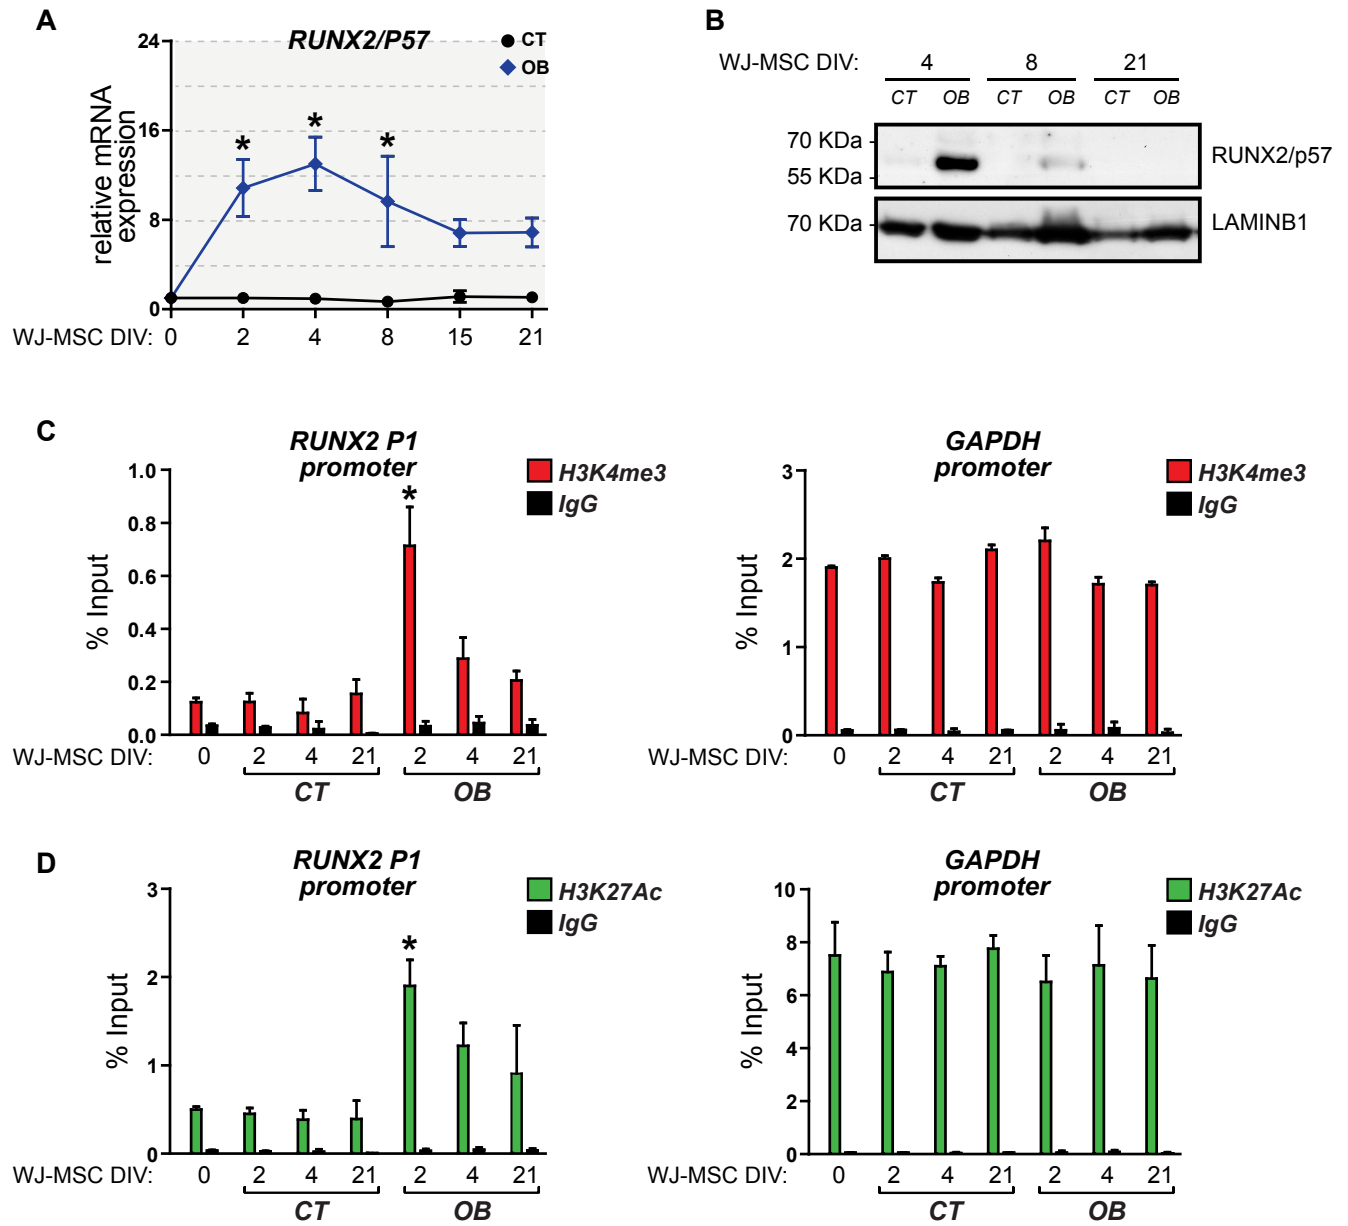 A
RUNX2/P57
CT
OB
24
16
8
0
relative mRNA
expression
*
*
*
WJ-MSC DIV: 0 2 4 8 15 21
B
WJ-MSC DIV: 4 8 21
CT OB CT OB CT OB
70 KDa
55 KDa
RUNX2/p57
70 KDa
LAMINB1
C
RUNX2 P1
promoter
H3K4me3
IgG
1.0
0.8
0.6
0.4
0.2
0.0
% Input
*
WJ-MSC DIV: 0 2 4 21 2 4 21
CT OB
GAPDH
promoter
H3K4me3
IgG
3
2
1
0
% Input
WJ-MSC DIV: 0 2 4 21 2 4 21
CT OB
D
RUNX2 P1
promoter
H3K27Ac
IgG
3
2
1
0
% Input
*
WJ-MSC DIV: 0 2 4 21 2 4 21
CT OB
GAPDH
promoter
H3K27Ac
IgG
10
8
6
4
2
0
% Input
WJ-MSC DIV: 0 2 4 21 2 4 21
CT OB